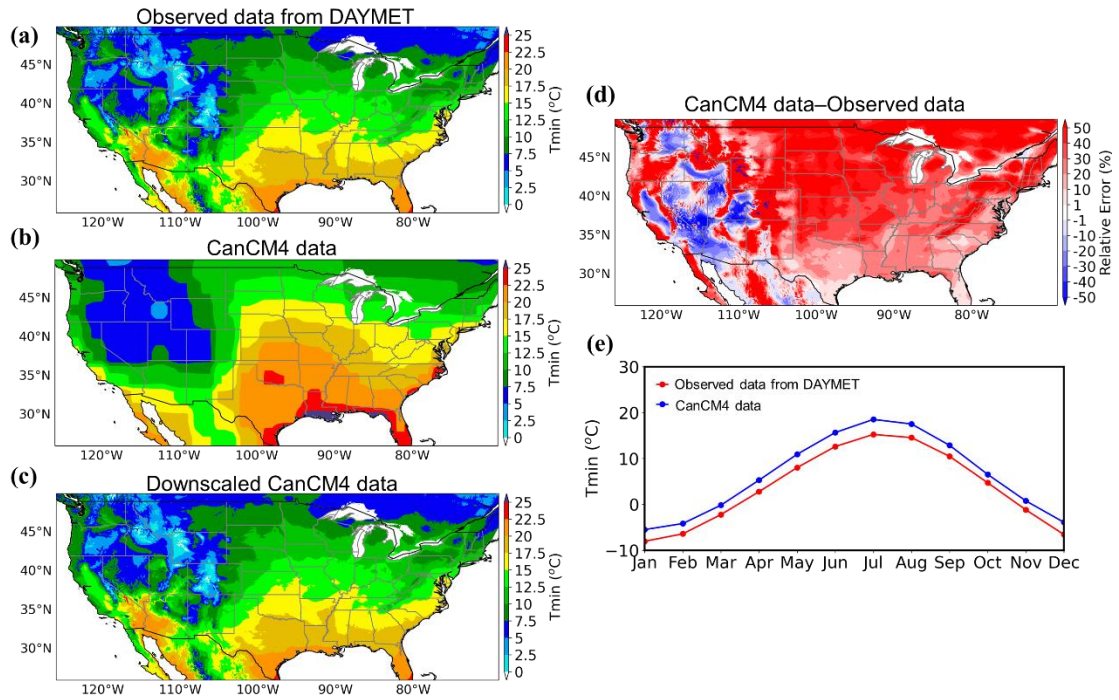 (a)
Observed data from DAYMET
45°N
40°N
35°N
30°N
120°W 110°W 100°W 90°W 80°W
25
22.5
20
17.5
15
12.5
10
7.5
5
2.5
0
Tmin (°C)
(b)
CanCM4 data
45°N
40°N
35°N
30°N
120°W 110°W 100°W 90°W 80°W
25
22.5
20
17.5
15
12.5
10
7.5
5
2.5
0
Tmin (°C)
(c)
Downscaled CanCM4 data
45°N
40°N
35°N
30°N
120°W 110°W 100°W 90°W 80°W
25
22.5
20
17.5
15
12.5
10
7.5
5
2.5
0
Tmin (°C)
(d)
CanCM4 data–Observed data
45°N
40°N
35°N
30°N
120°W 110°W 100°W 90°W 80°W
50
40
30
20
10
1
-1
-10
-20
-30
-40
-50
Relative Error (%)
(e)
30
20
10
0
−10
Tmin (°C)
Observed data from DAYMET
CanCM4 data
Jan Feb Mar Apr May Jun Jul Aug Sep Oct Nov Dec